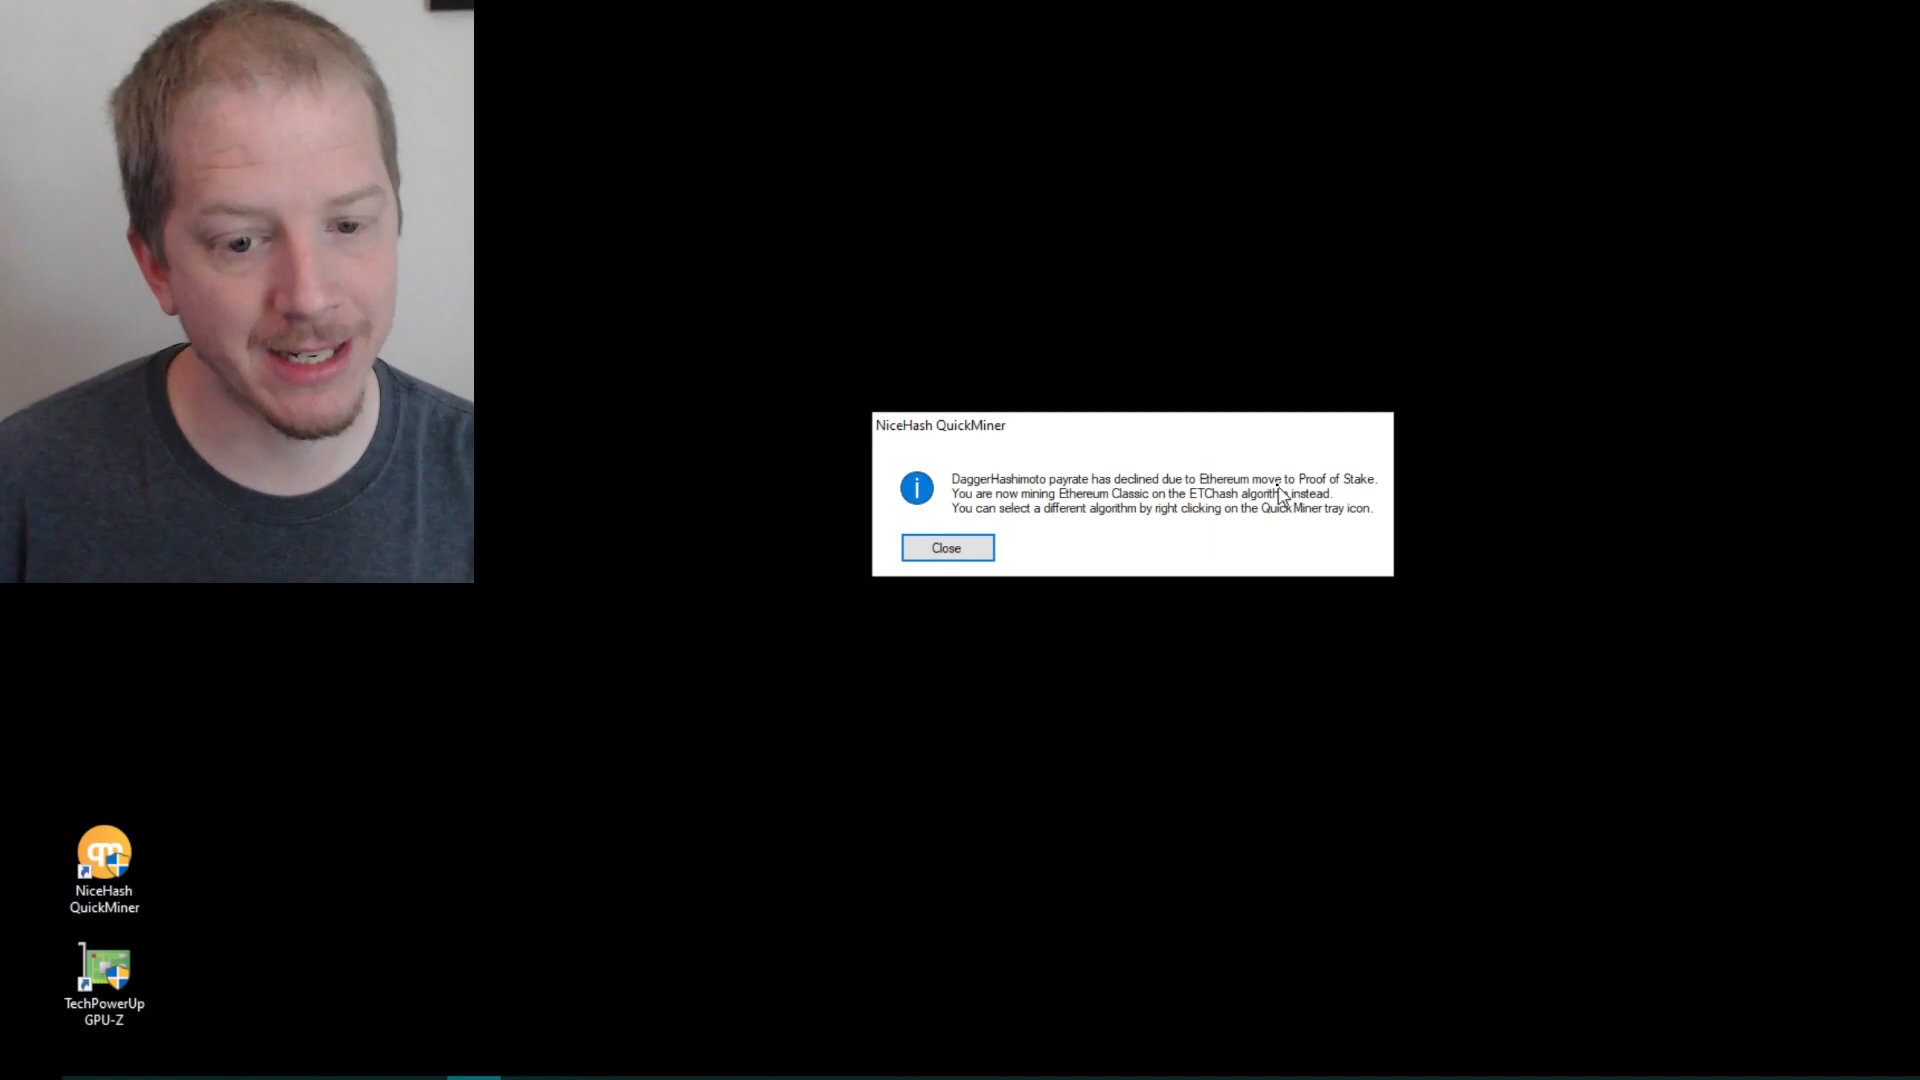 NiceHash QuickMiner
DaggerHashimoto payrate has declined due to Ethereum move to Proof of Stake.
You are now mining Ethereum Classic on the ETChash algorithm instead.
You can select a different algorithm by right clicking on the QuickMiner tray icon.
Close
qm
NiceHash
QuickMiner
TechPowerUp
GPU-Z